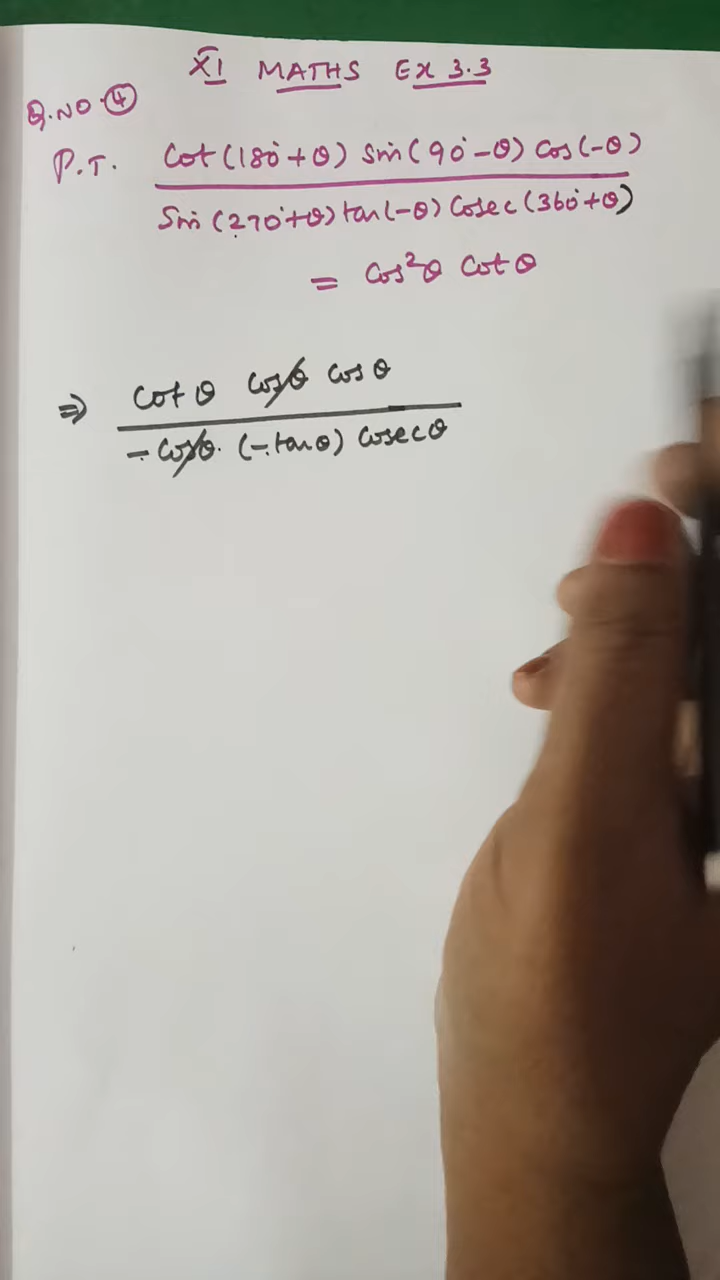 XI MATHS Ex 3.3
Q.NO. ④
P.T. Cot(180°+θ) Sin(90°-θ) Cos(-θ)
Sin(270°+θ) tan(-θ) Cosec(360°+θ)
= Cos²θ Cotθ
⇒ Cotθ Cosθ Cosθ
-Cosθ. (-tanθ) Cosecθ